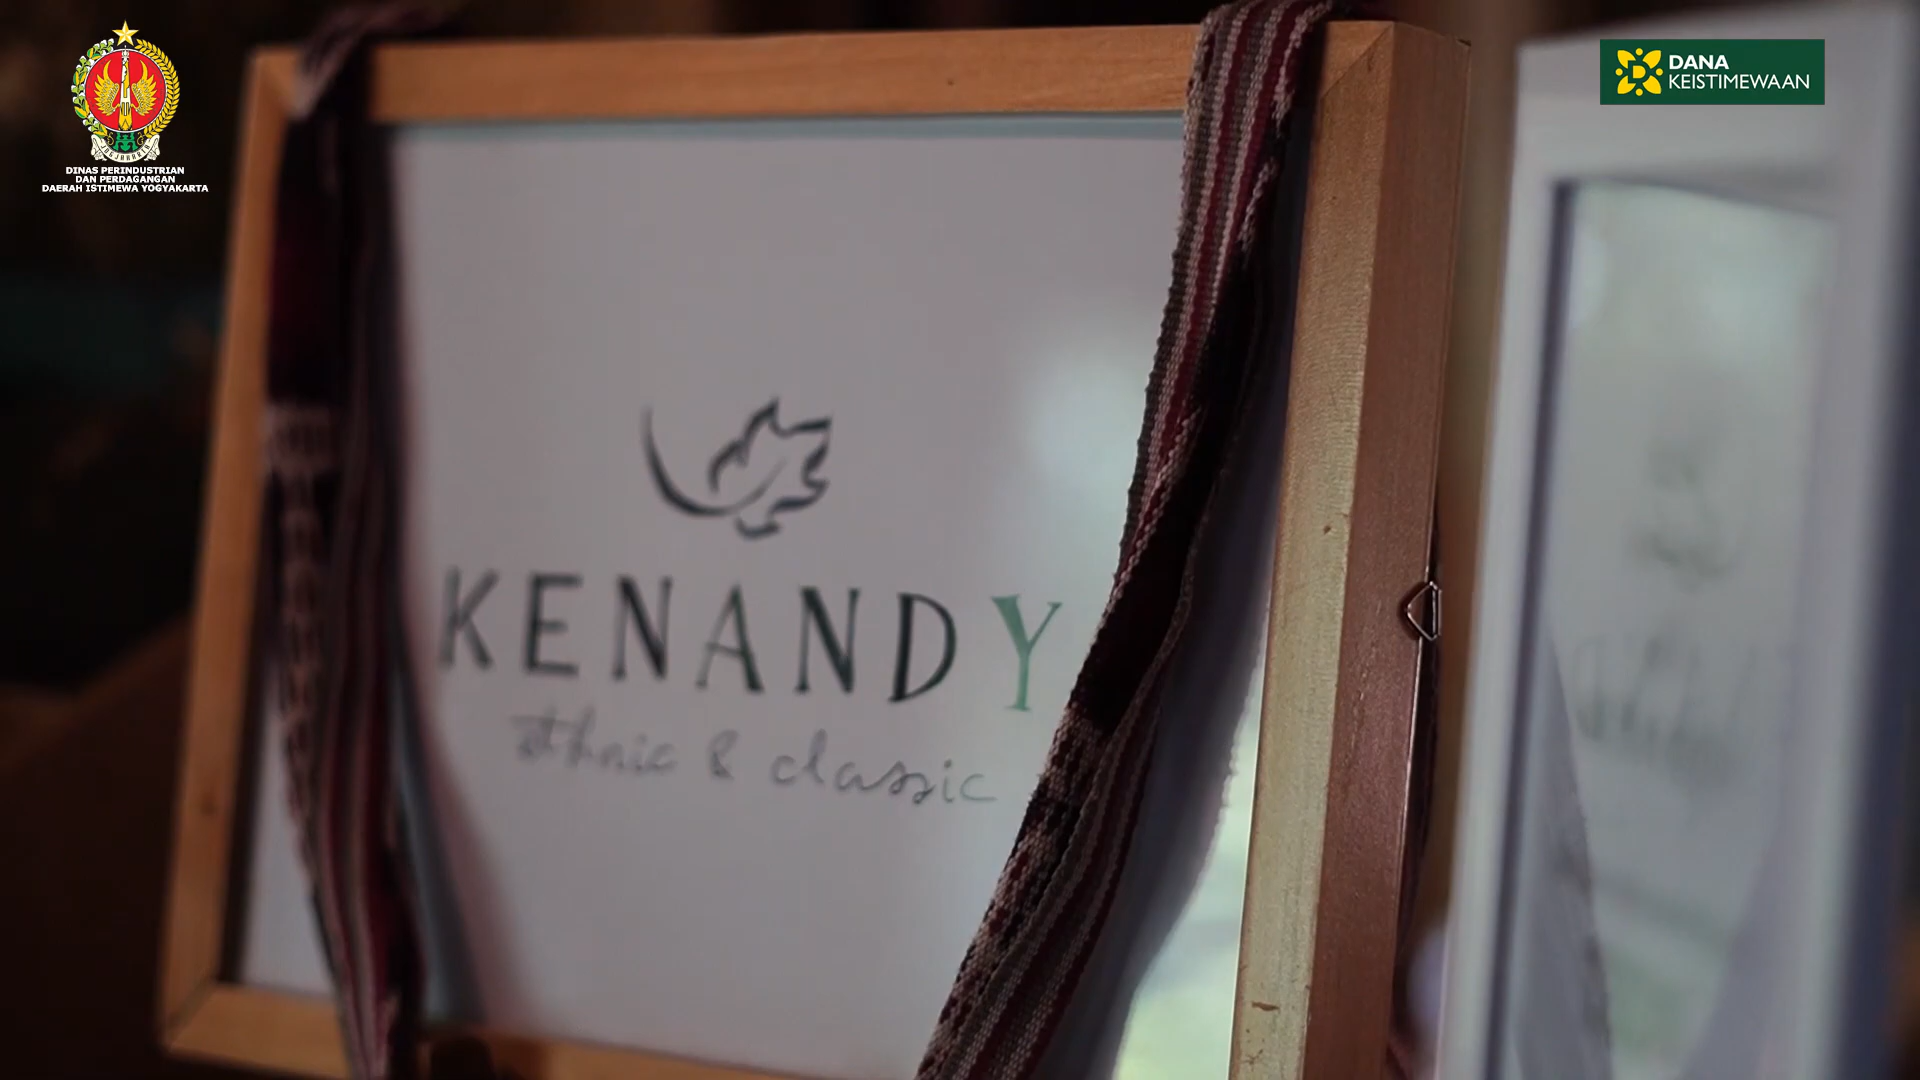 DINAS PERINDUSTRIAN
DAN PERDAGANGAN
DAERAH ISTIMEWA YOGYAKARTA
DANA
KEISTIMEWAAN
KENANDY
ethnic & classic